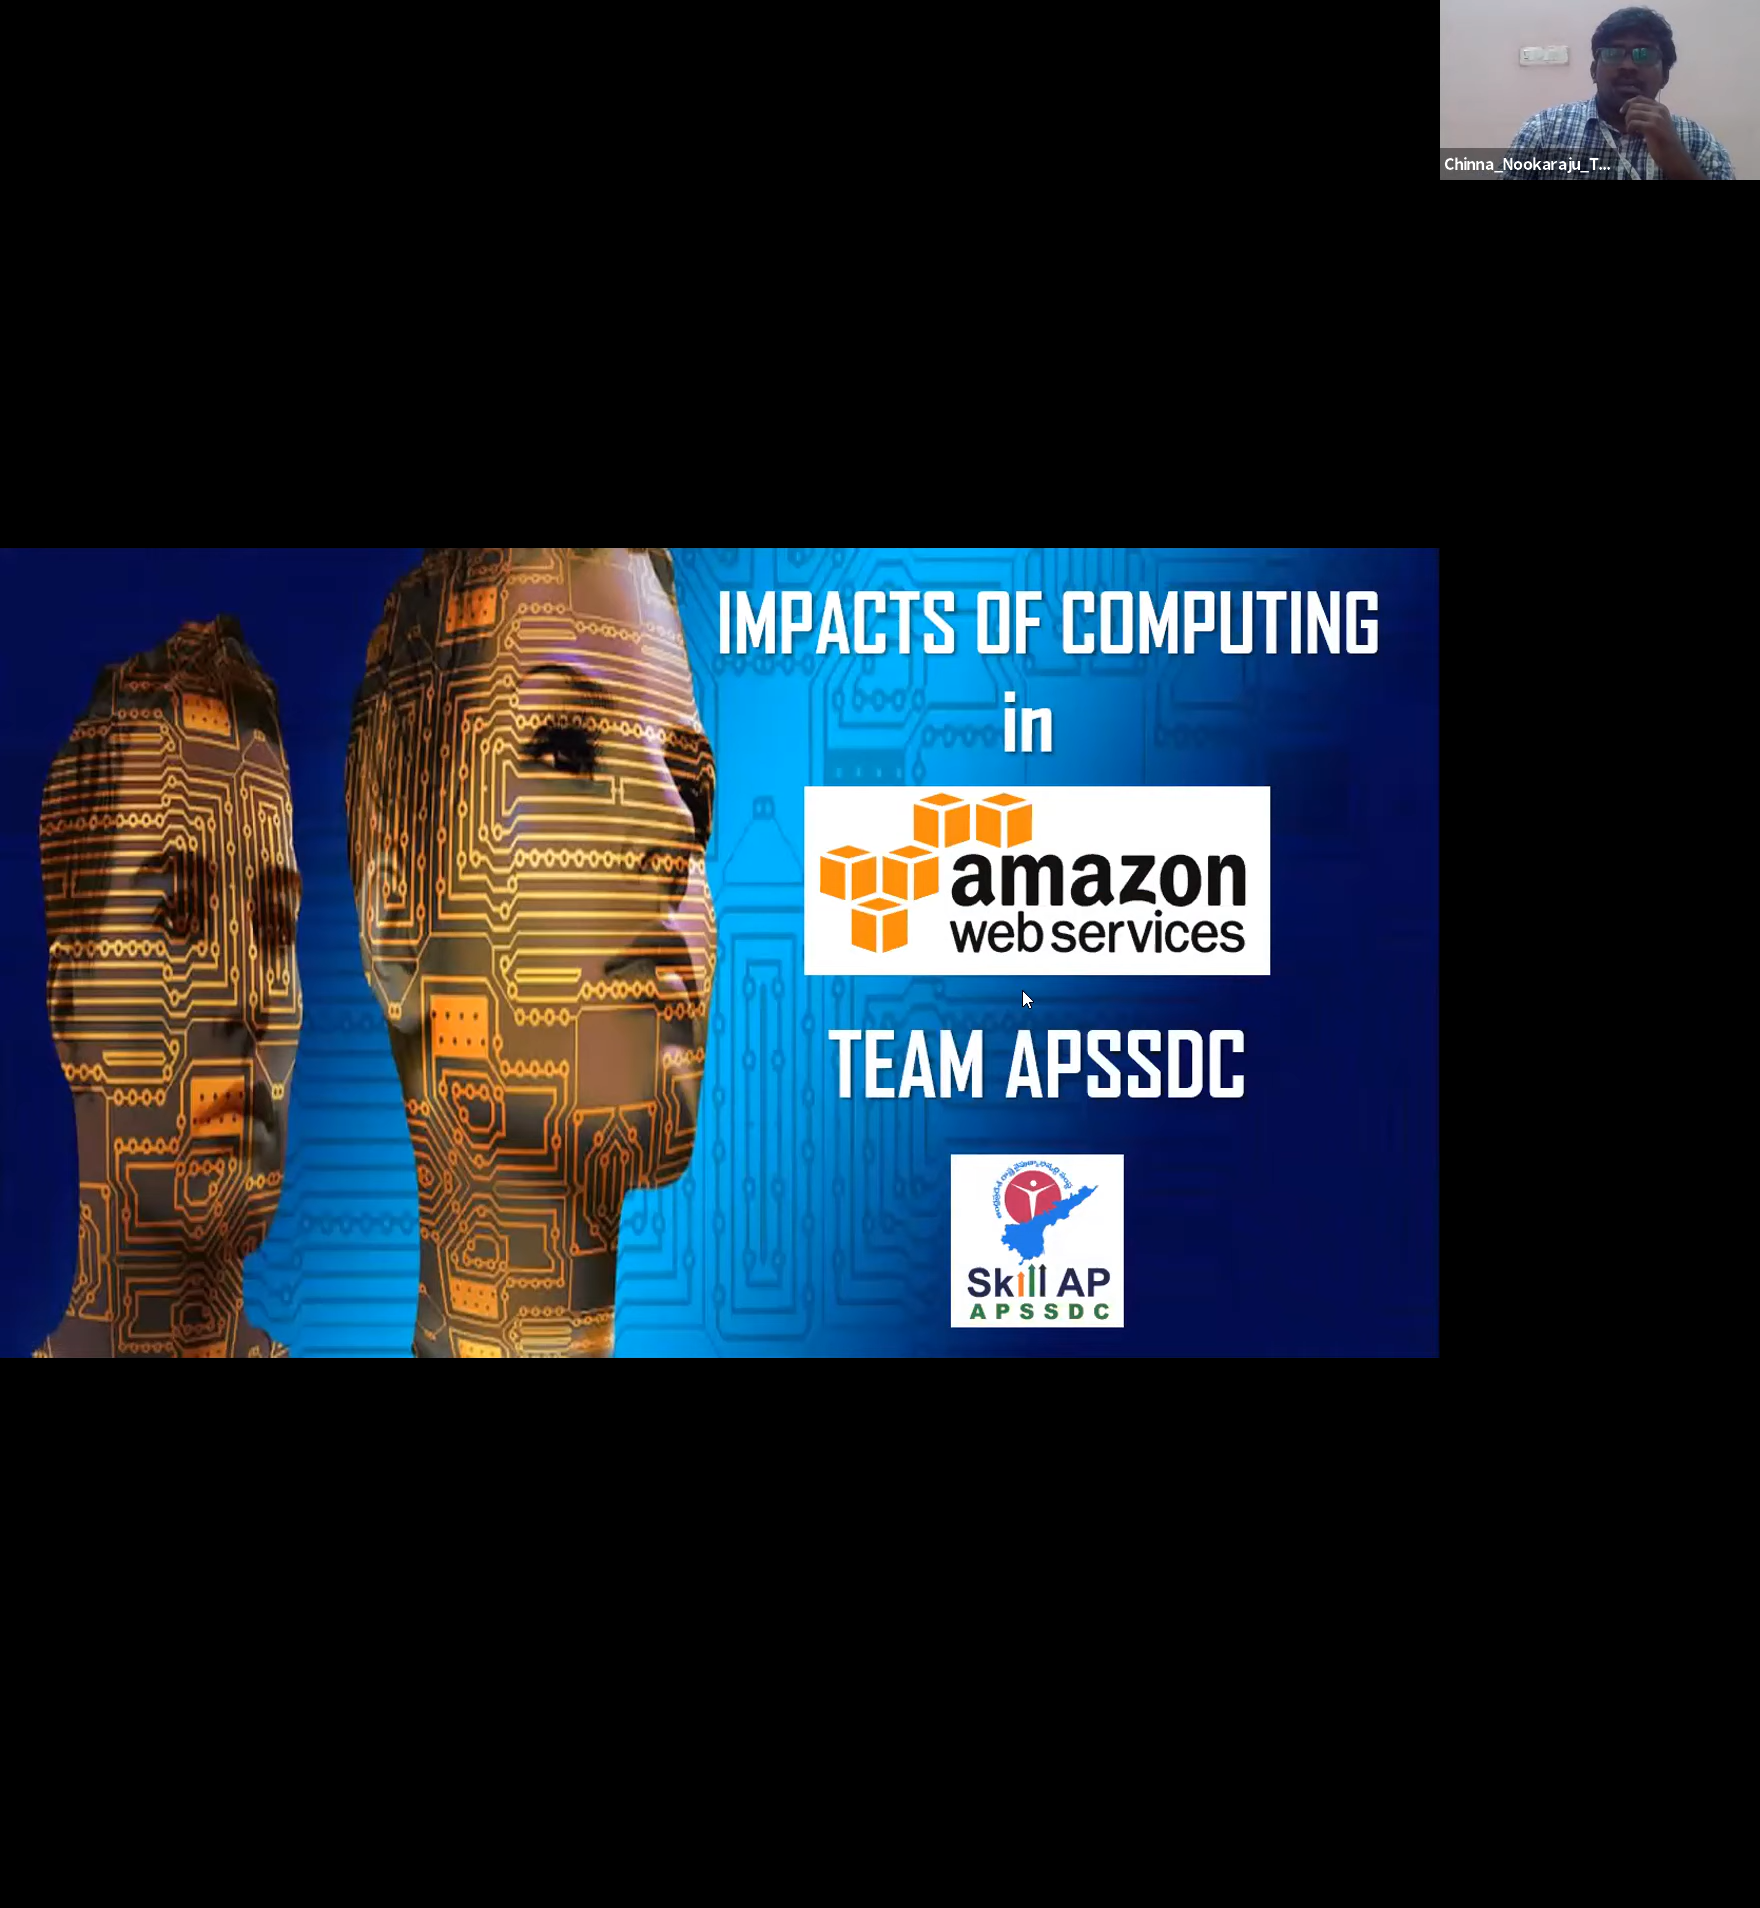 Chinna_Nookaraju_T...
IMPACTS OF COMPUTING
in
amazon
web services
TEAM APSSDC
Skill AP
APSSDC